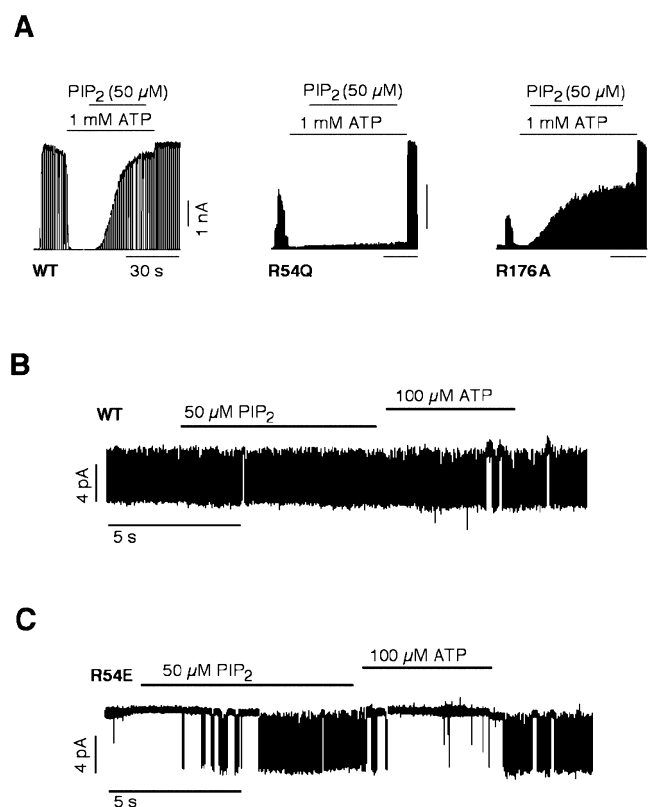 A
PIP2 (50 µM)
1 mM ATP
1 nA
WT
30 s
PIP2 (50 µM)
1 mM ATP
R54Q
PIP2 (50 µM)
1 mM ATP
R176A
B
WT
50 µM PIP2
100 µM ATP
4 pA
5 s
C
R54E
50 µM PIP2
100 µM ATP
4 pA
5 s